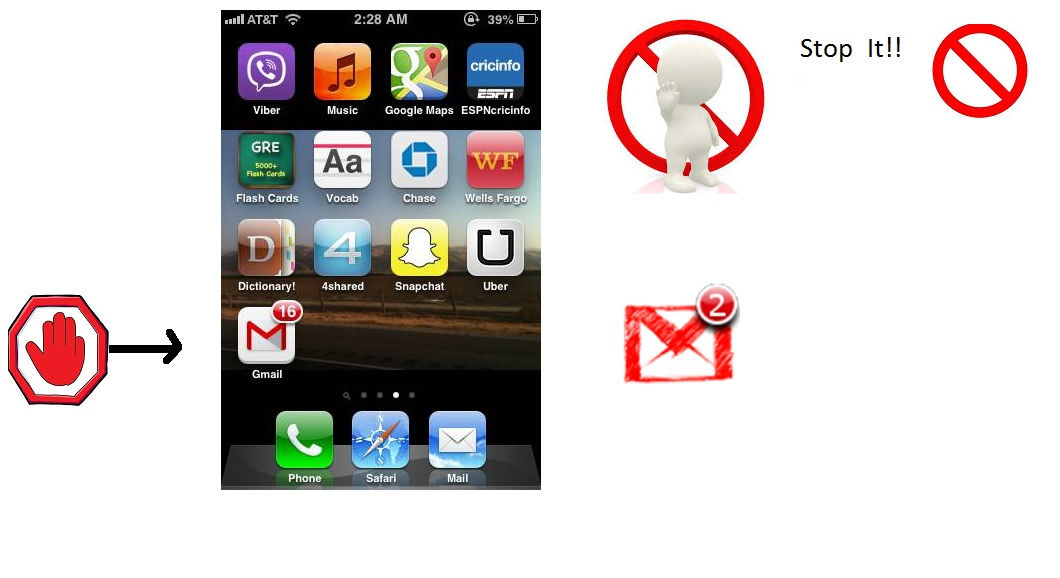 AT&T 2:28 AM 39%
Stop It!!
cricinfo
ESPN
Viber Music Google Maps ESPNcricinfo
GRE
5000+
Flash Cards
Aa
WF
Flash Cards Vocab Chase Wells Fargo
D 4 U
Dictionary! 4shared Snapchat Uber
16
2
Gmail
Phone Safari Mail